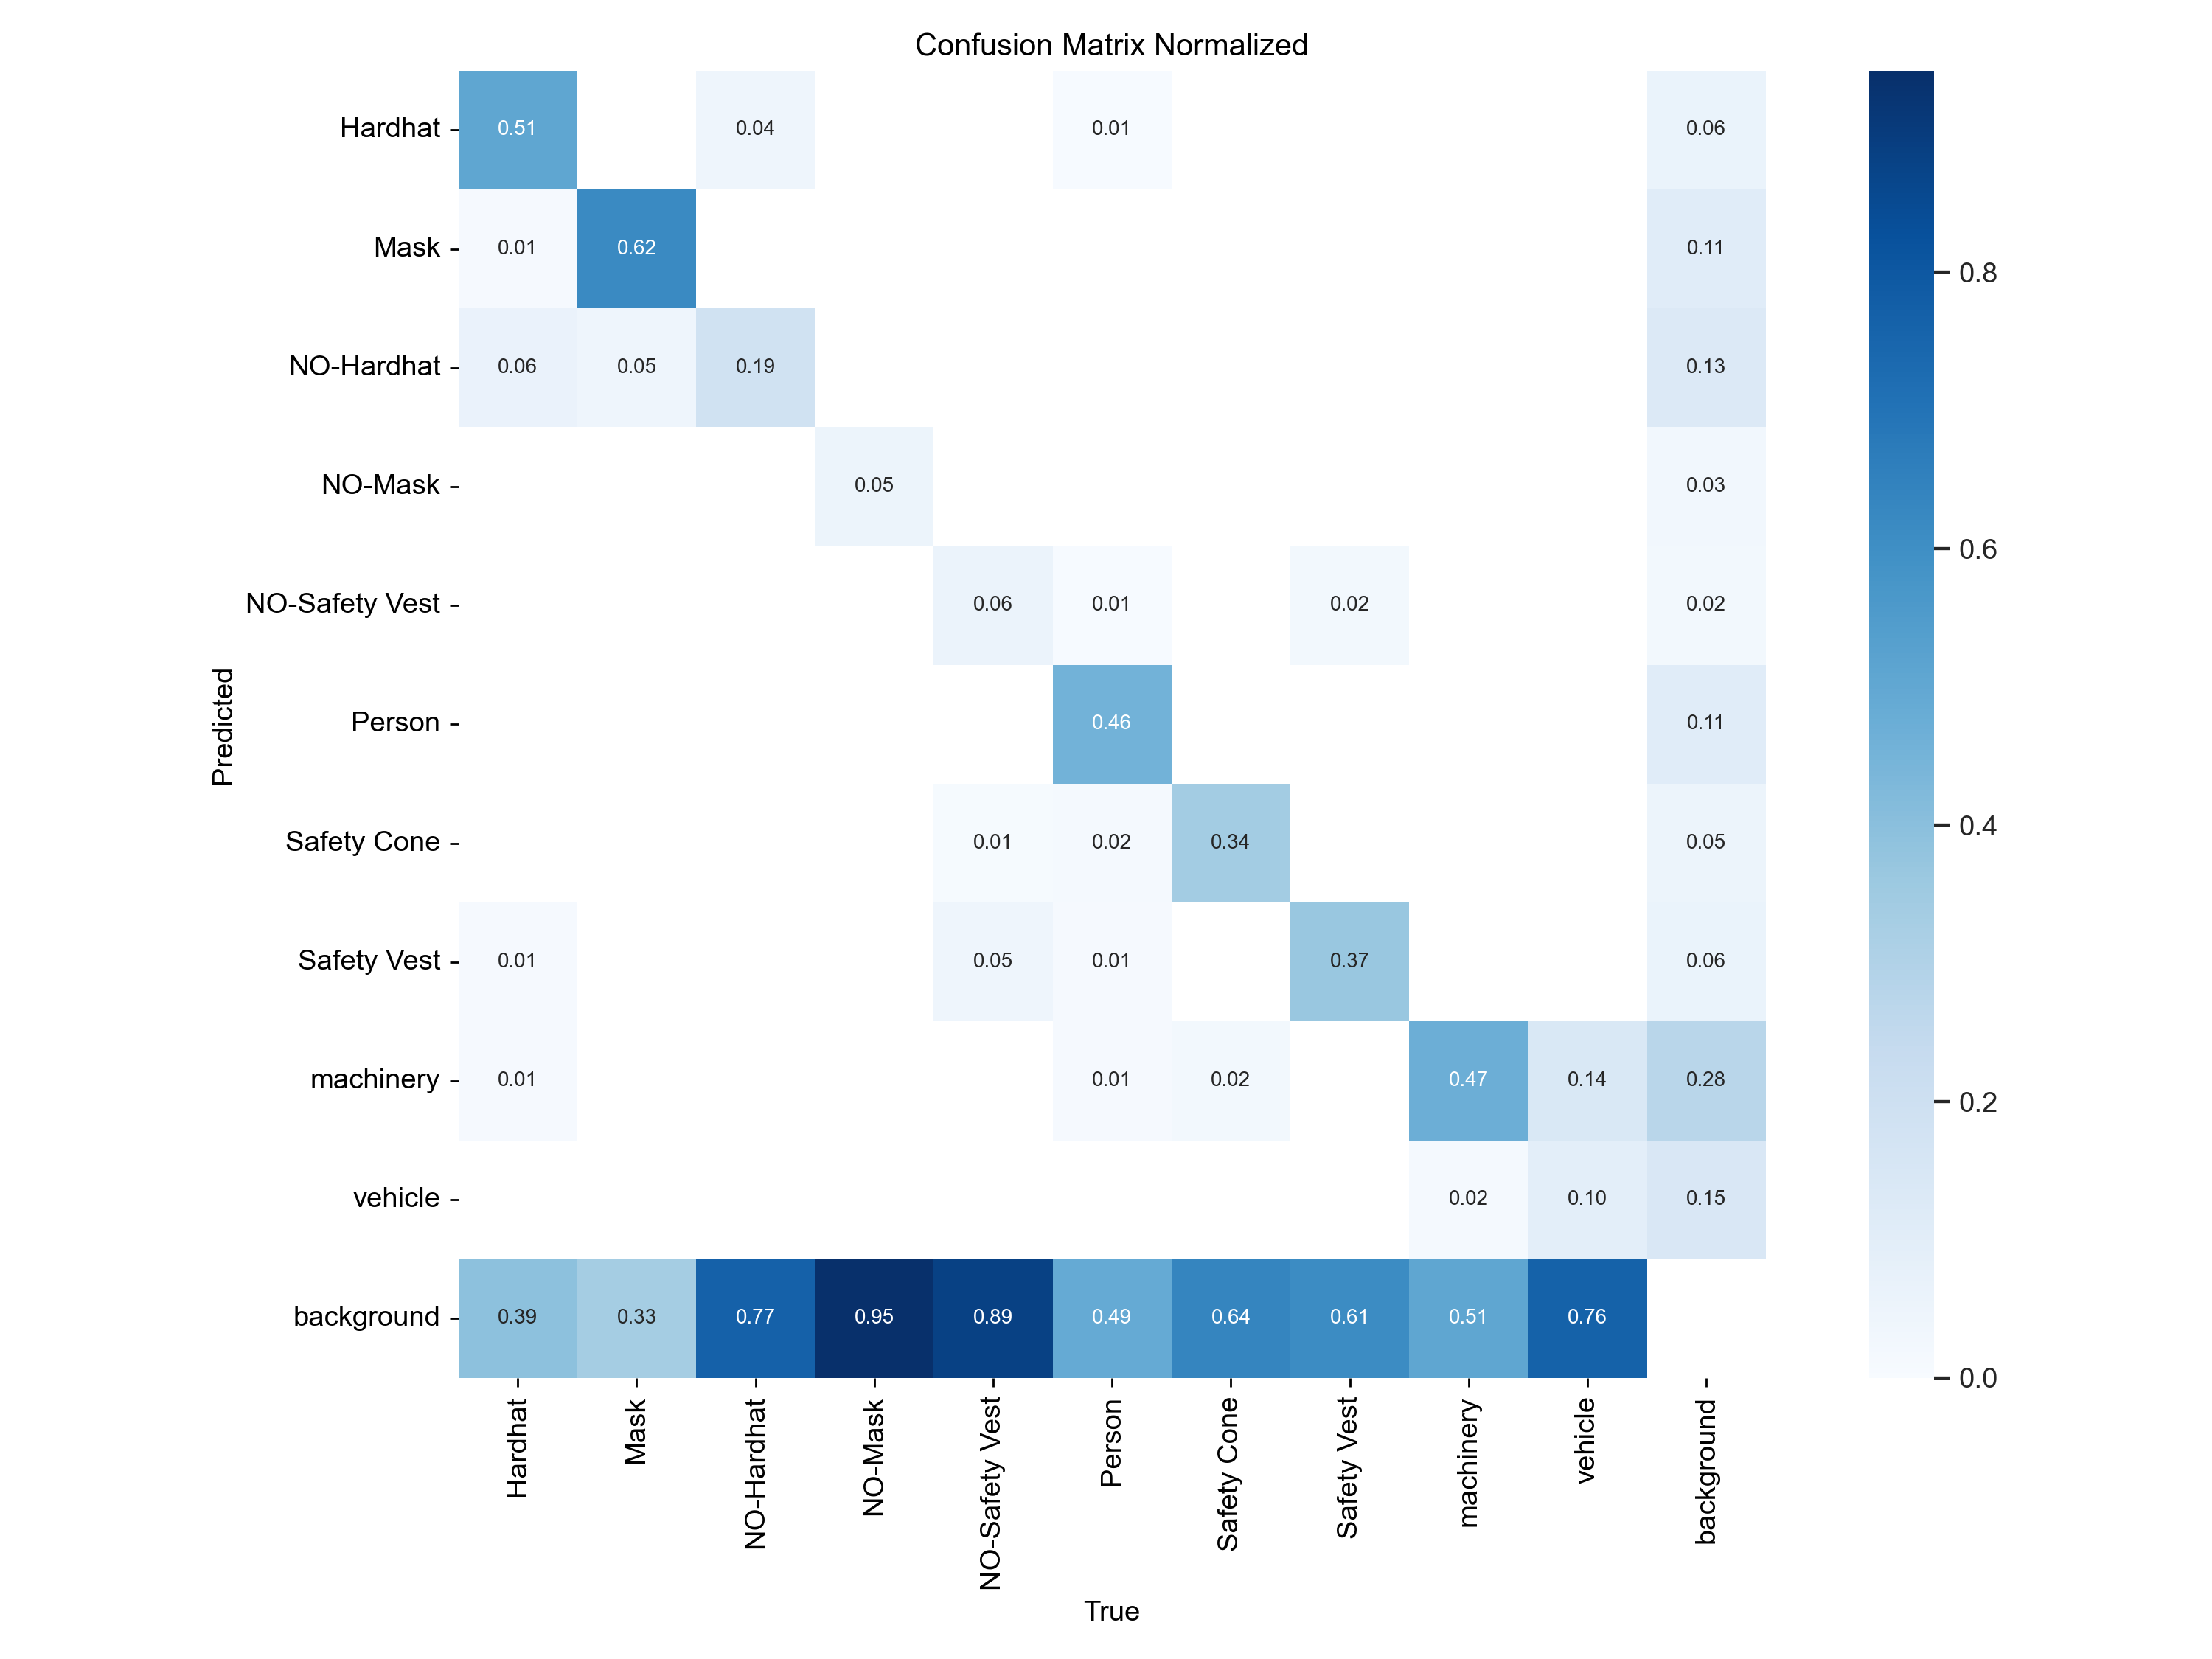 Confusion Matrix Normalized
Hardhat 0.51 0.04 0.01 0.06
Mask 0.01 0.62 0.11
NO-Hardhat 0.06 0.05 0.19 0.13
NO-Mask 0.05 0.03
NO-Safety Vest 0.06 0.01 0.02 0.02
Person 0.46 0.11
Safety Cone 0.01 0.02 0.34 0.05
Safety Vest 0.01 0.05 0.01 0.37 0.06
machinery 0.01 0.01 0.02 0.47 0.14 0.28
vehicle 0.02 0.10 0.15
background 0.39 0.33 0.77 0.95 0.89 0.49 0.64 0.61 0.51 0.76
Predicted
Hardhat
Mask
NO-Hardhat
NO-Mask
NO-Safety Vest
Person
Safety Cone
Safety Vest
machinery
vehicle
background
True
0.8
0.6
0.4
0.2
0.0